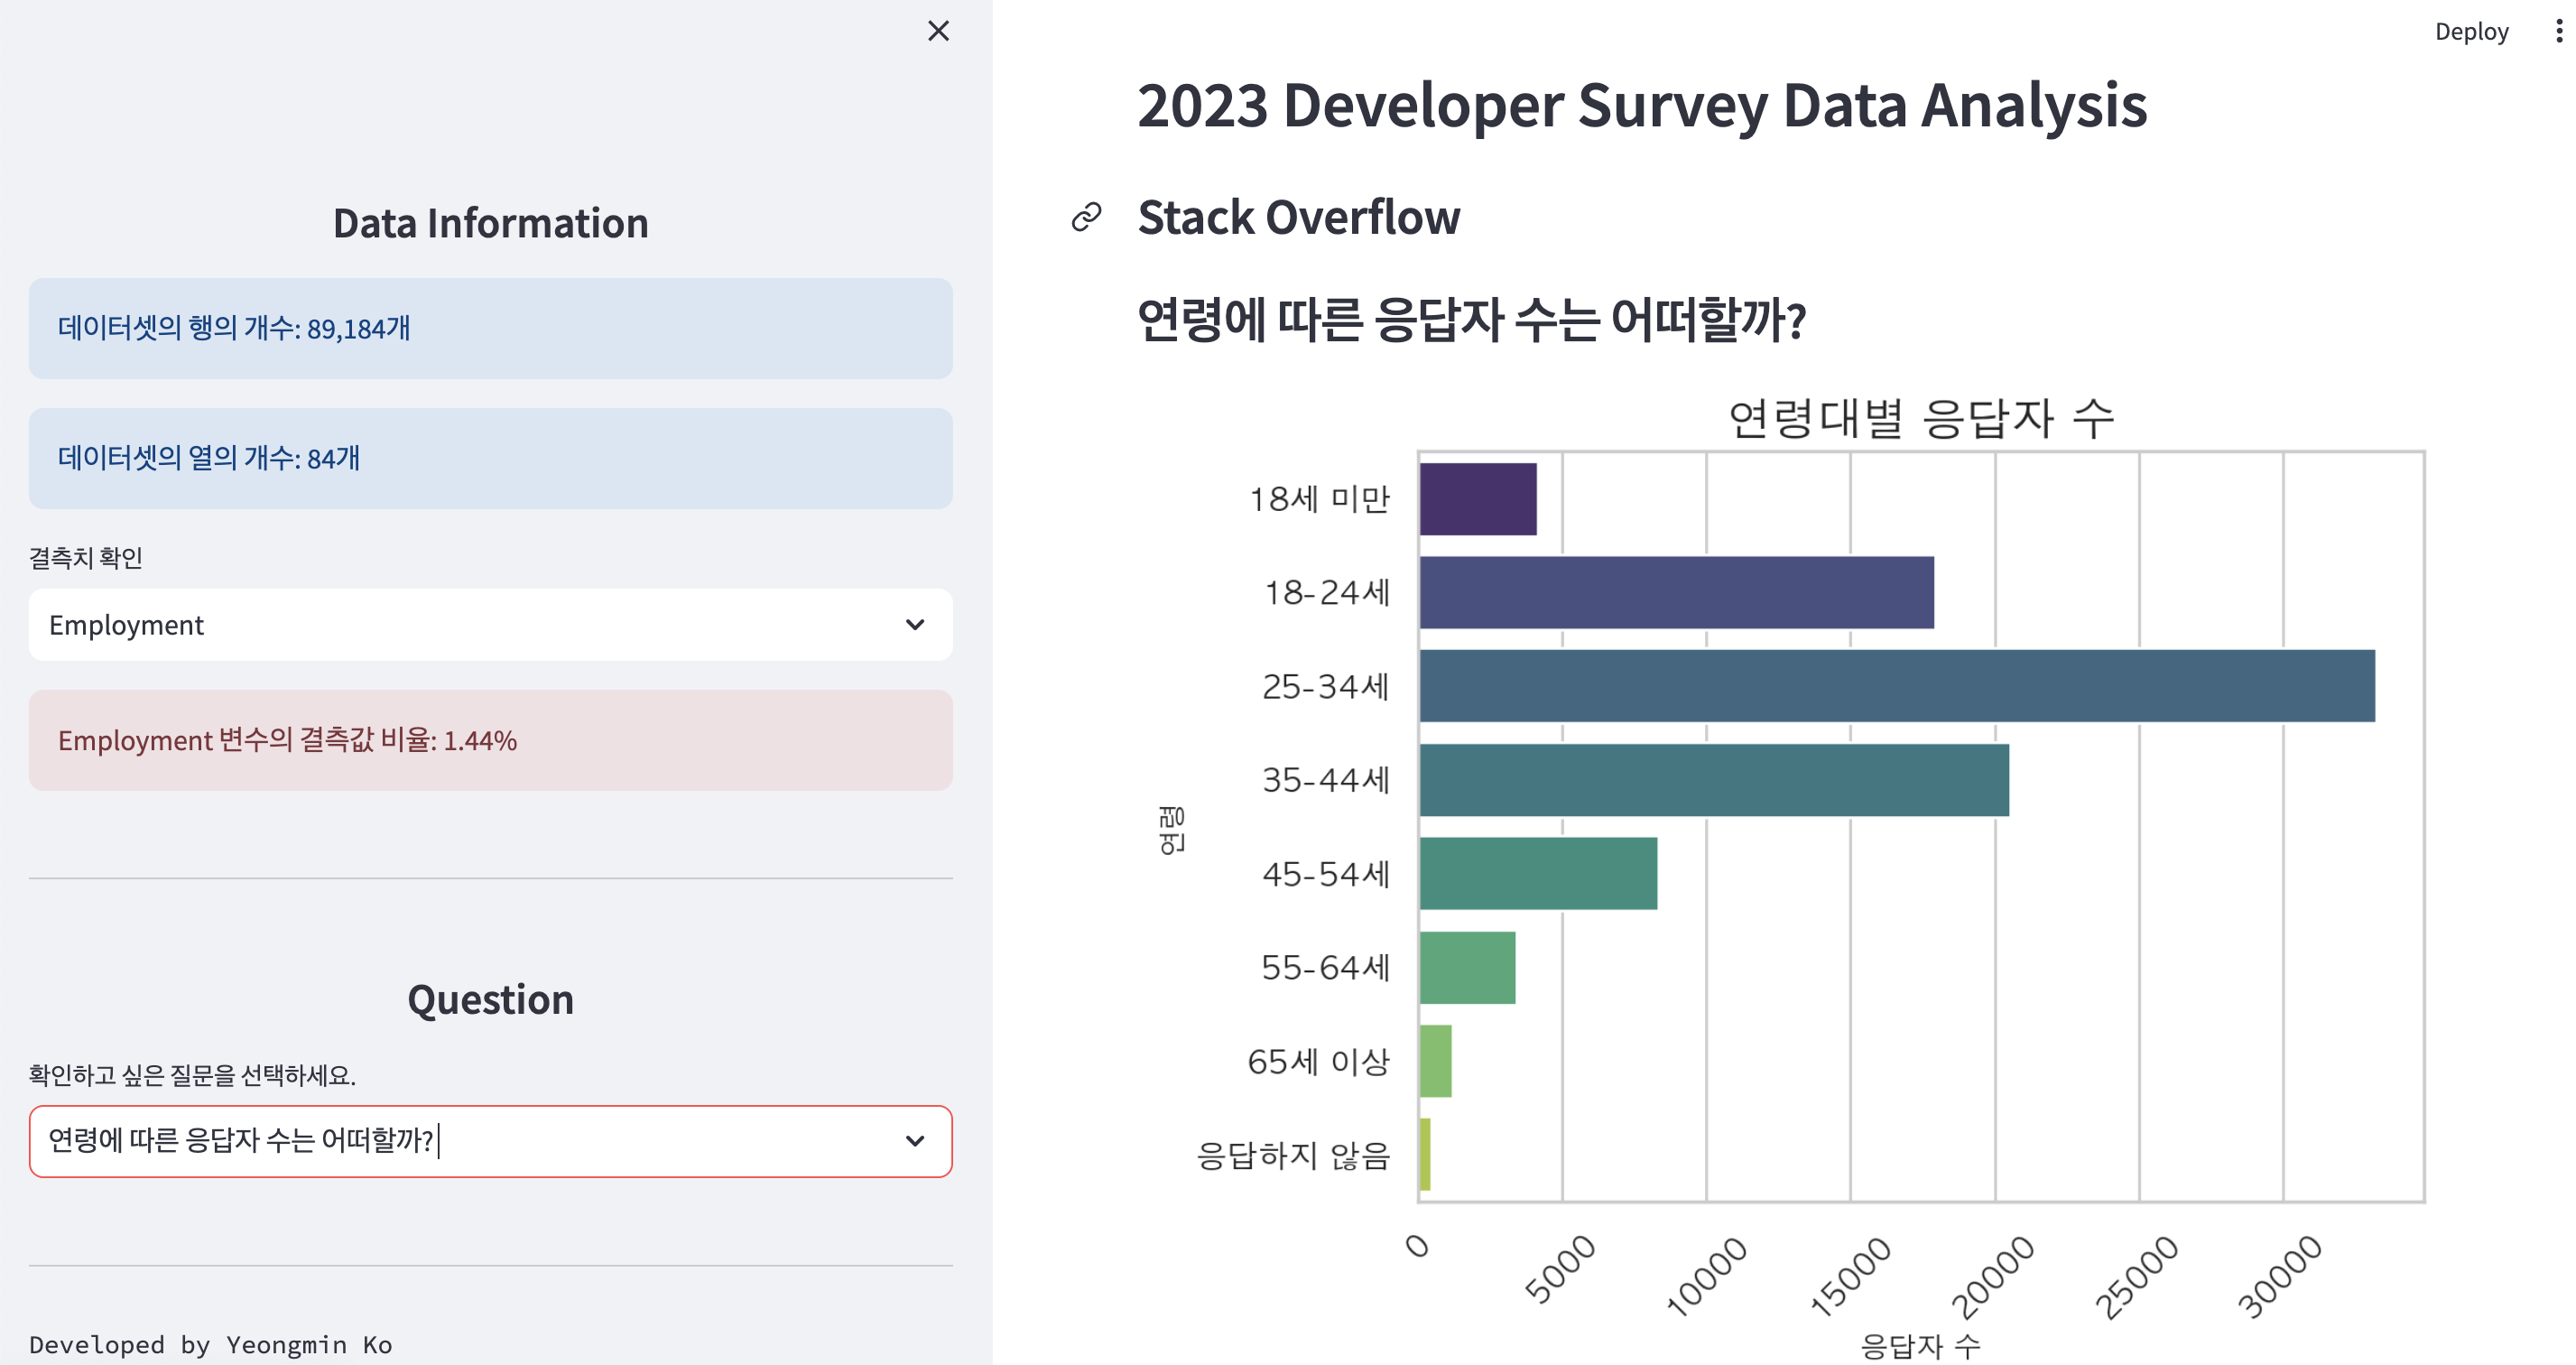 Data Information
데이터셋의 행의 개수: 89,184개
데이터셋의 열의 개수: 84개
결측치 확인
Employment
Employment 변수의 결측값 비율: 1.44%
Question
확인하고 싶은 질문을 선택하세요.
연령에 따른 응답자 수는 어떠할까?
Developed by Yeongmin Ko
Deploy
2023 Developer Survey Data Analysis
Stack Overflow
연령에 따른 응답자 수는 어떠할까?
연령대별 응답자 수
연령
18세 미만
18-24세
25-34세
35-44세
45-54세
55-64세
65세 이상
응답하지 않음
0 5000 10000 15000 20000 25000 30000
응답자 수